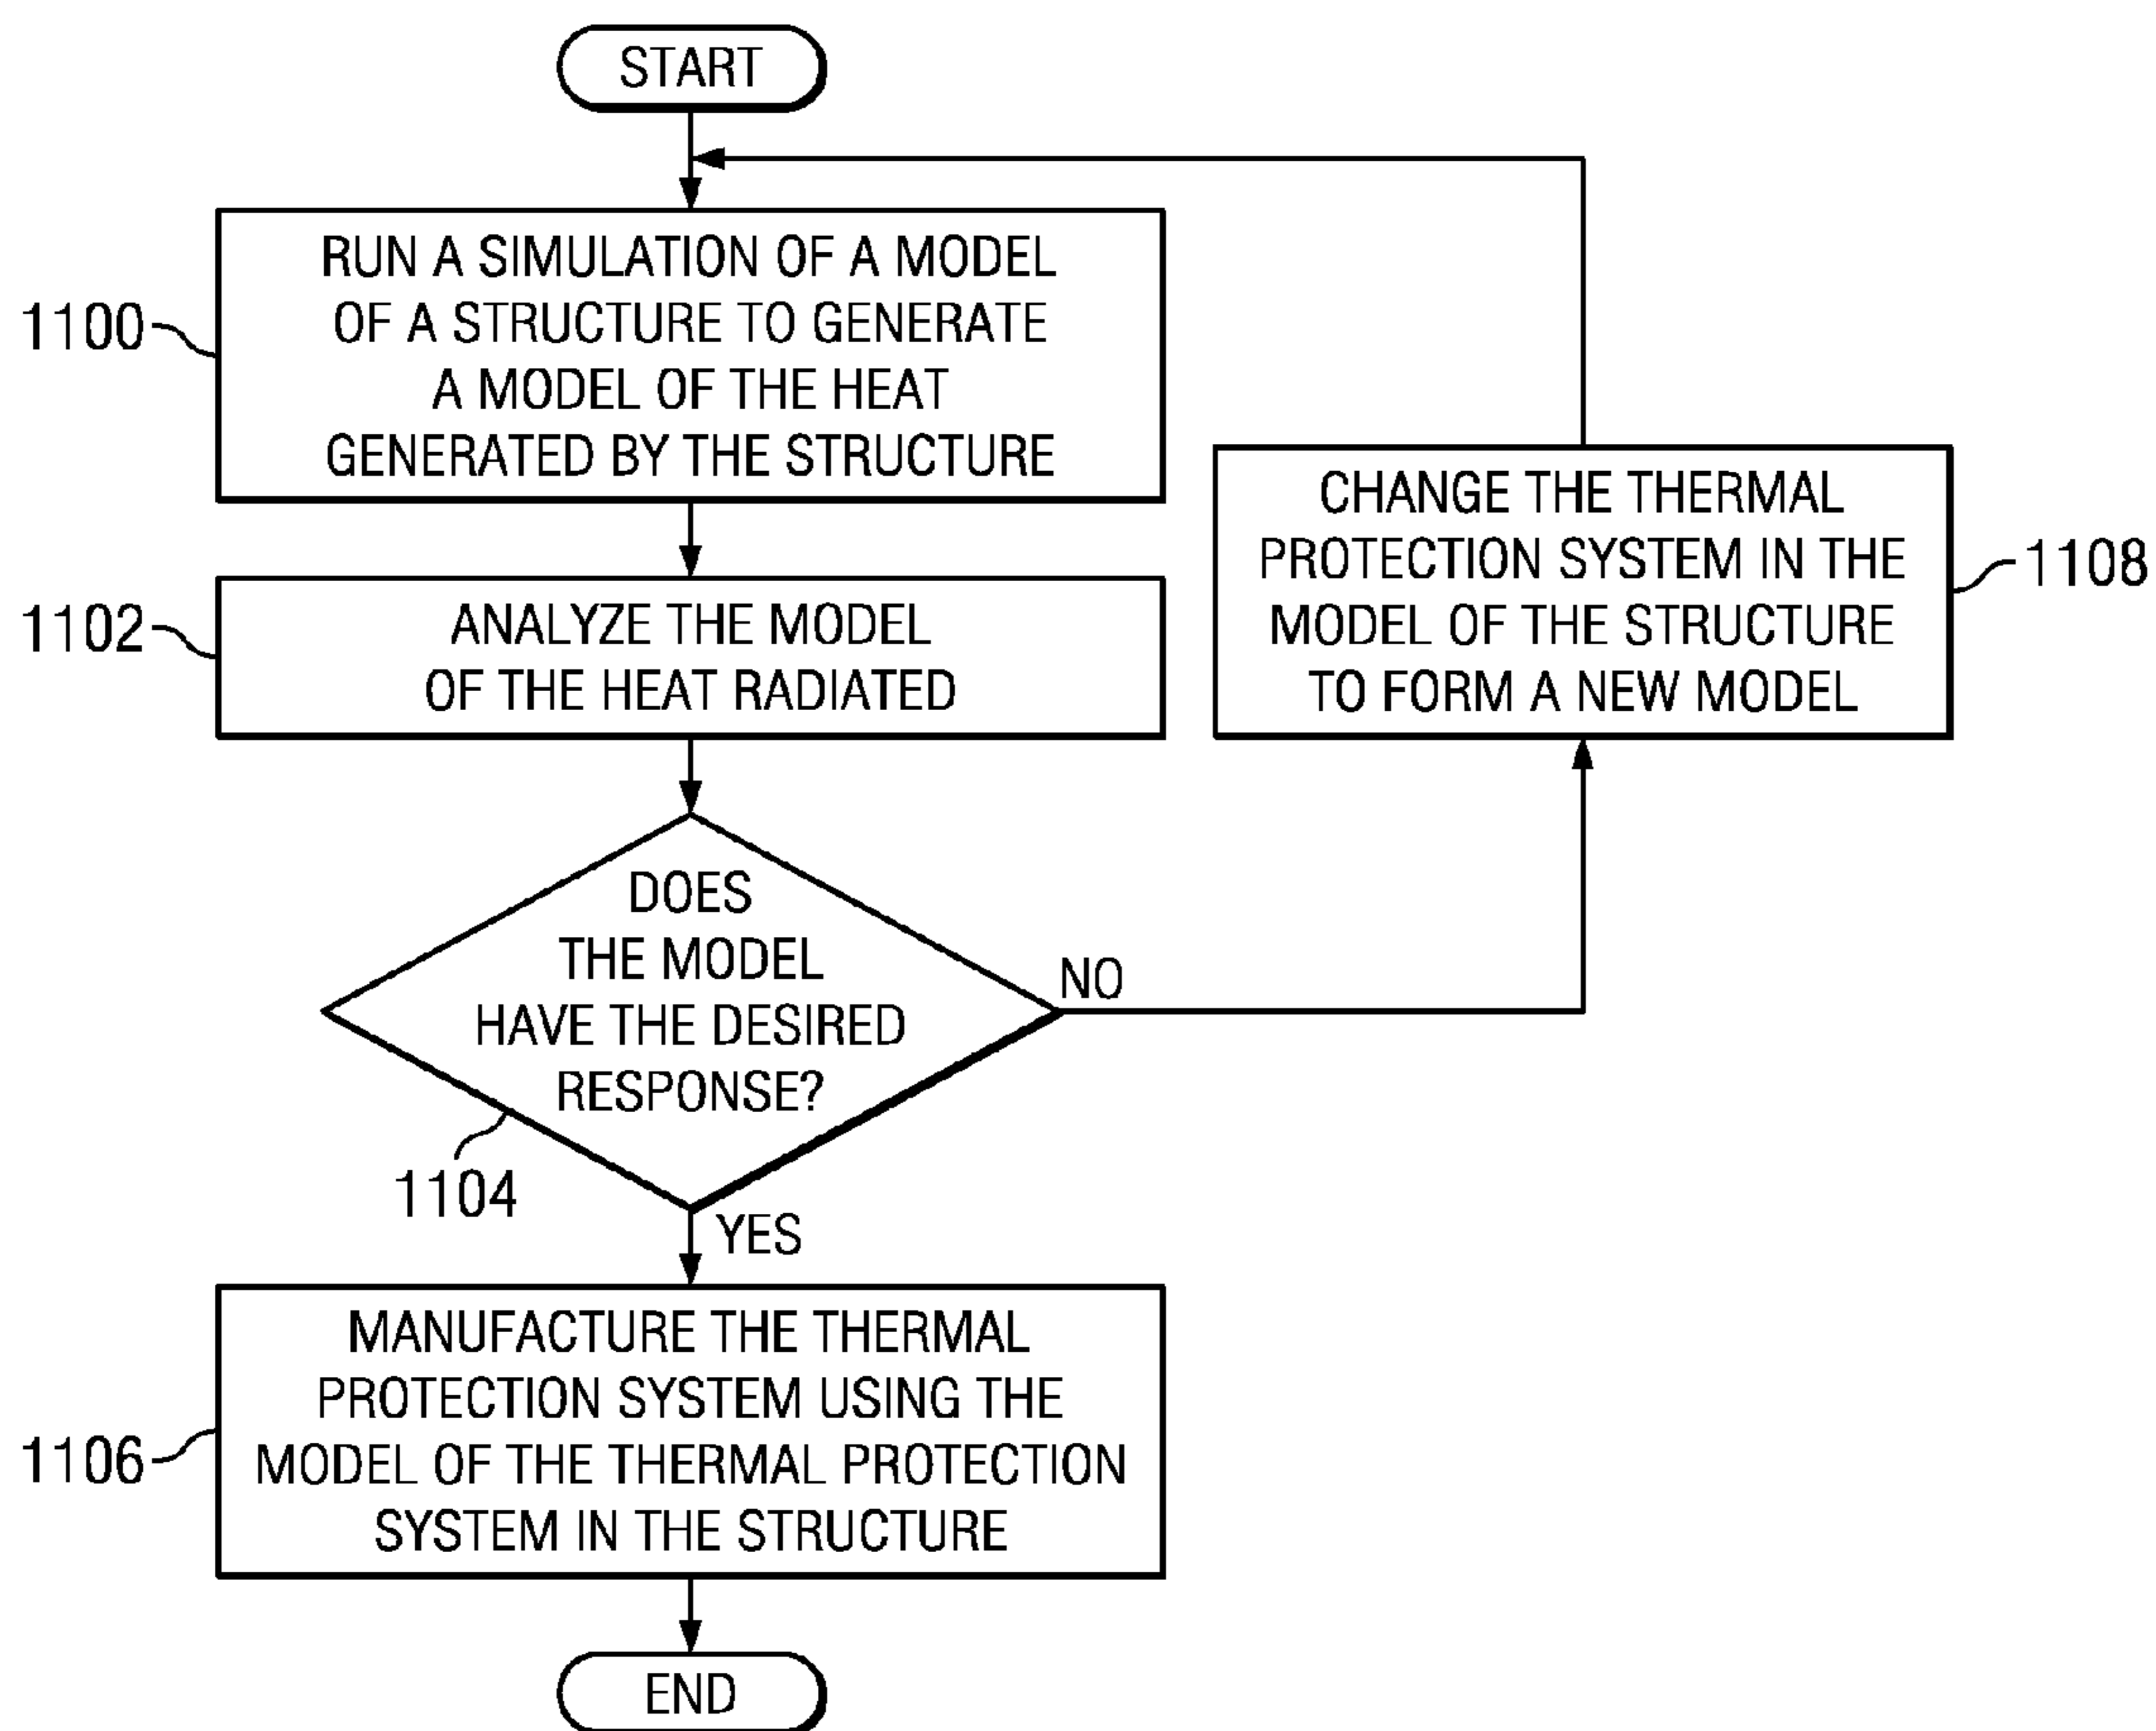 START
1100
RUN A SIMULATION OF A MODEL
OF A STRUCTURE TO GENERATE
A MODEL OF THE HEAT
GENERATED BY THE STRUCTURE
1102
ANALYZE THE MODEL
OF THE HEAT RADIATED
DOES
THE MODEL
HAVE THE DESIRED
RESPONSE?
1104
NO
CHANGE THE THERMAL
PROTECTION SYSTEM IN THE
MODEL OF THE STRUCTURE
TO FORM A NEW MODEL
1108
YES
1106
MANUFACTURE THE THERMAL
PROTECTION SYSTEM USING THE
MODEL OF THE THERMAL PROTECTION
SYSTEM IN THE STRUCTURE
END